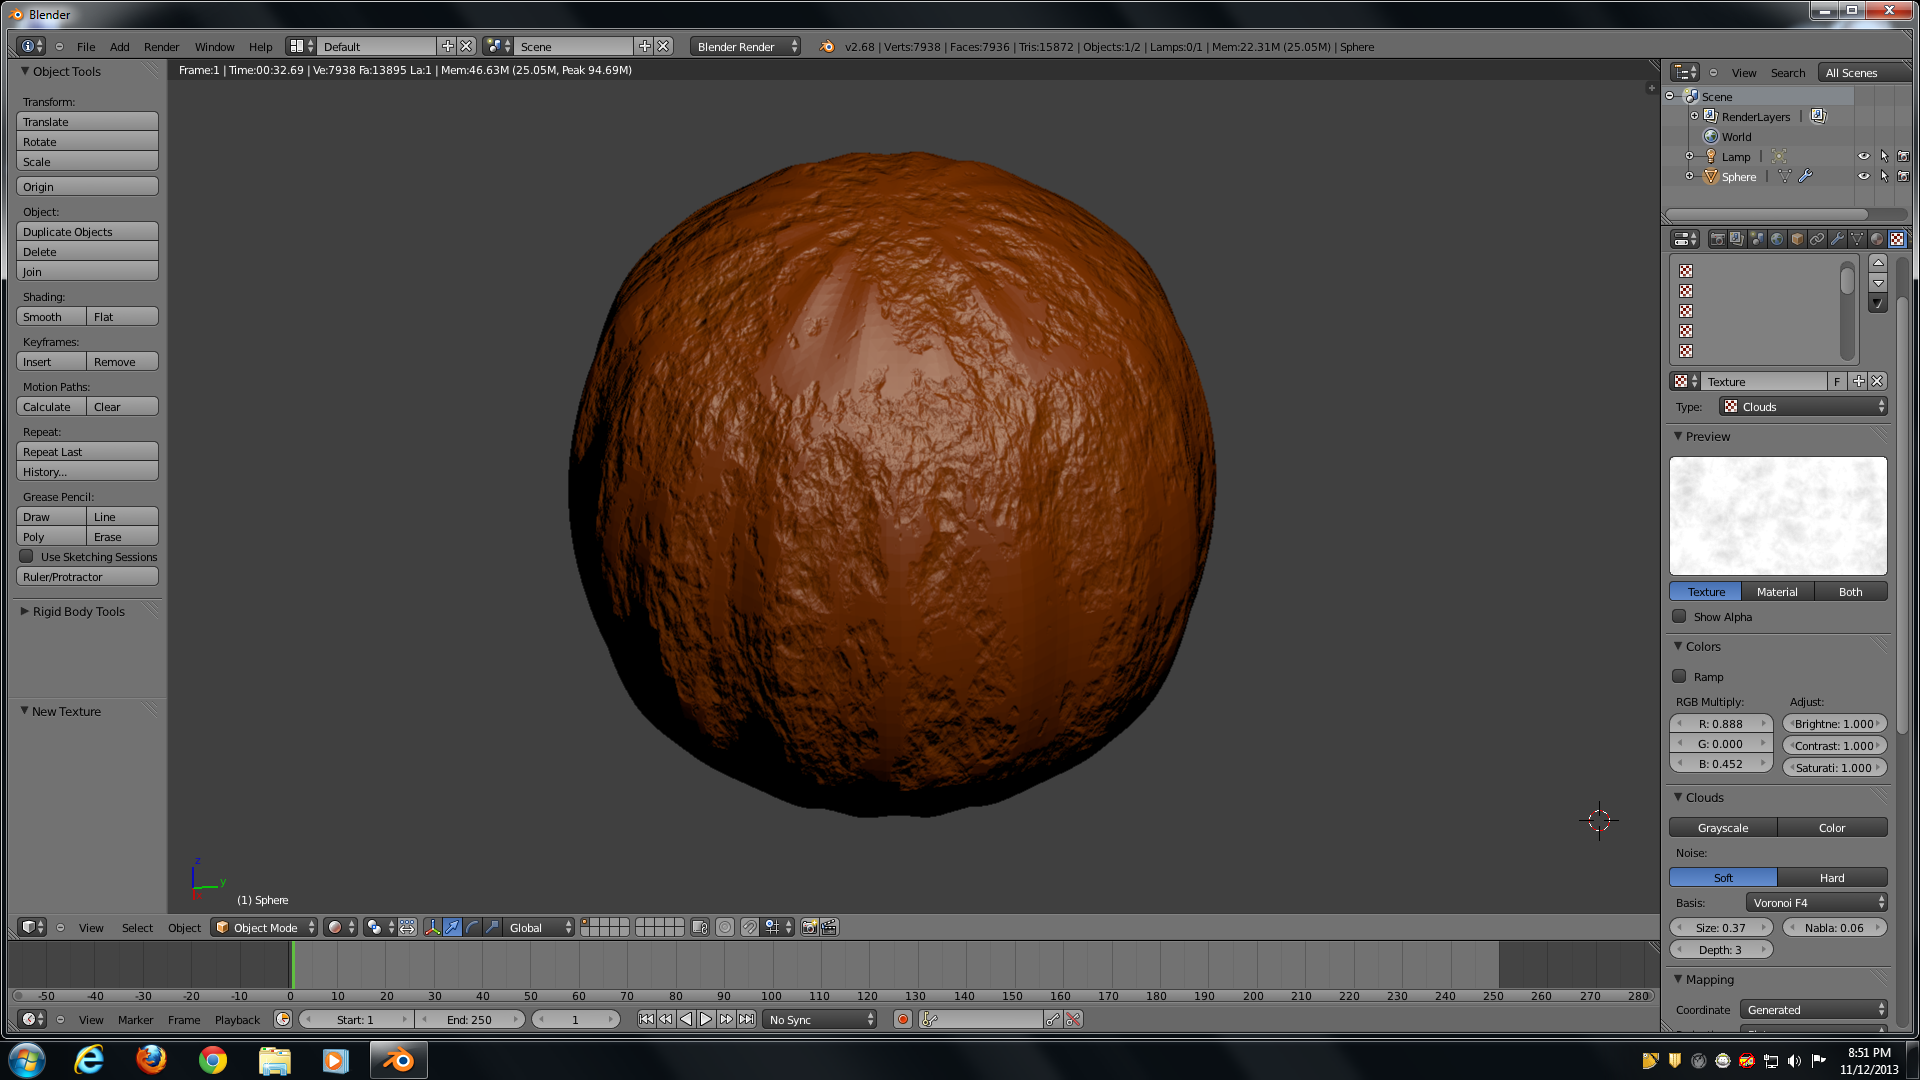 Blender
File Add Render Window Help Default Scene Blender Render v2.68 | Verts:7938 | Faces:7936 | Tris:15872 | Objects:1/2 | Lamps:0/1 | Mem:22.31M (25.05M) | Sphere
Object Tools
Frame:1 | Time:00:32.69 | Ve:7938 Fa:13895 La:1 | Mem:46.63M (25.05M, Peak 94.69M)
View Search All Scenes
Transform:
Translate
Rotate
Scale
Origin
Object:
Duplicate Objects
Delete
Join
Shading:
Smooth Flat
Keyframes:
Insert Remove
Motion Paths:
Calculate Clear
Repeat:
Repeat Last
History...
Grease Pencil:
Draw Line
Poly Erase
Use Sketching Sessions
Ruler/Protractor
Rigid Body Tools
New Texture
Scene
RenderLayers |
World
Lamp |
Sphere |
Texture F
Type: Clouds
Preview
Texture Material Both
Show Alpha
Colors
Ramp
RGB Multiply: Adjust:
R: 0.888 Brightne: 1.000
G: 0.000 Contrast: 1.000
B: 0.452 Saturati: 1.000
Clouds
Grayscale Color
Noise:
Soft Hard
Basis: Voronoi F4
Size: 0.37 Nabla: 0.06
Depth: 3
Mapping
Coordinate Generated
z
y
(1) Sphere
View Select Object Object Mode Global
-50 -40 -30 -20 -10 0 10 20 30 40 50 60 70 80 90 100 110 120 130 140 150 160 170 180 190 200 210 220 230 240 250 260 270 280
View Marker Frame Playback Start: 1 End: 250 1 No Sync
8:51 PM
11/12/2013